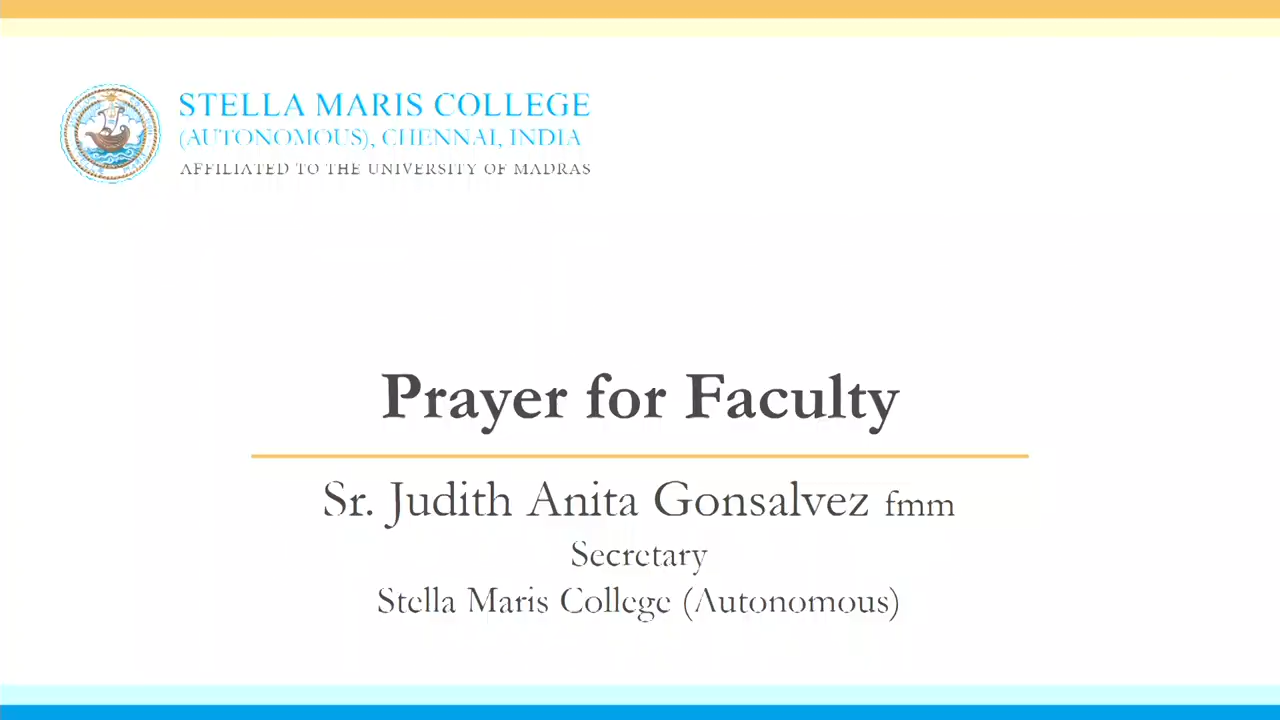 STELLA MARIS COLLEGE
(AUTONOMOUS), CHENNAI, INDIA
AFFILIATED TO THE UNIVERSITY OF MADRAS
Prayer for Faculty
Sr. Judith Anita Gonsalvez fmm
Secretary
Stella Maris College (Autonomous)